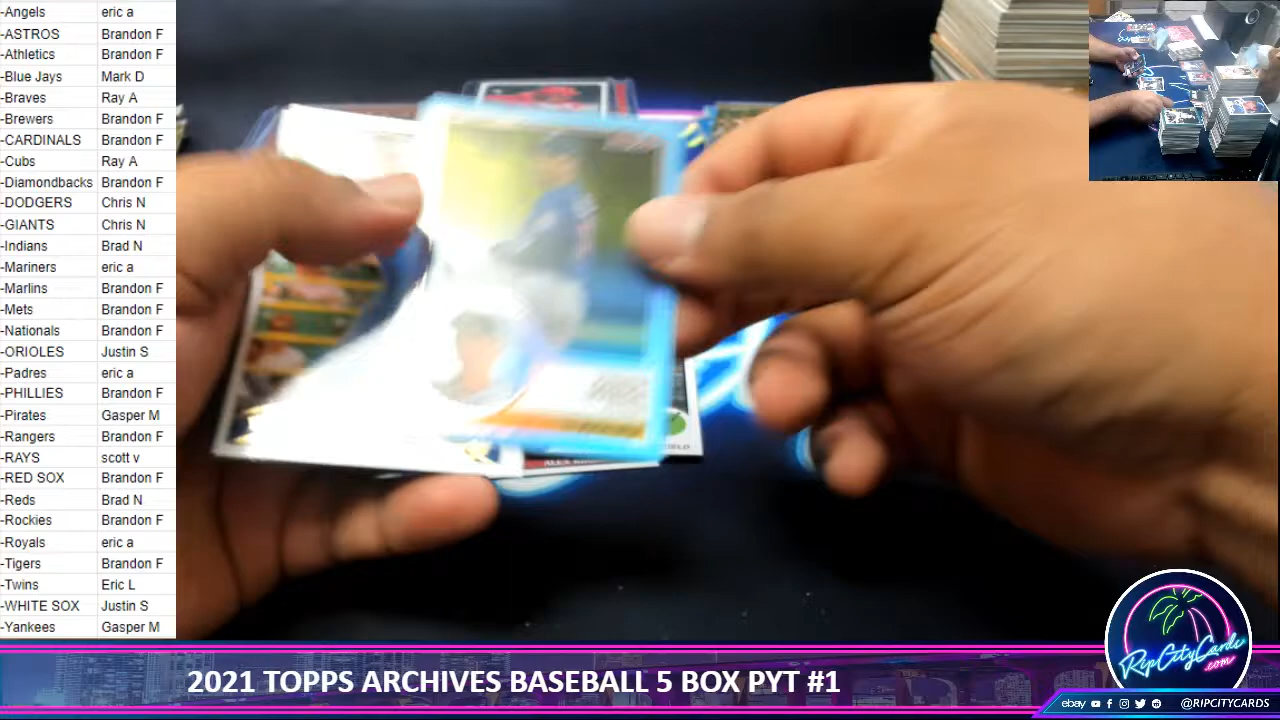 -Angels eric a
-ASTROS Brandon F
-Athletics Brandon F
-Blue Jays Mark D
-Braves Ray A
-Brewers Brandon F
-CARDINALS Brandon F
-Cubs Ray A
-Diamondbacks Brandon F
-DODGERS Chris N
-GIANTS Chris N
-Indians Brad N
-Mariners eric a
-Marlins Brandon F
-Mets Brandon F
-Nationals Brandon F
-ORIOLES Justin S
-Padres eric a
-PHILLIES Brandon F
-Pirates Gasper M
-Rangers Brandon F
-RAYS scott v
-RED SOX Brandon F
-Reds Brad N
-Rockies Brandon F
-Royals eric a
-Tigers Brandon F
-Twins Eric L
-WHITE SOX Justin S
-Yankees Gasper M
ALEX
RipCityCards
.com
2021 TOPPS ARCHIVES BASEBALL 5 BOX PYT #1
ebay @RIPCITYCARDS